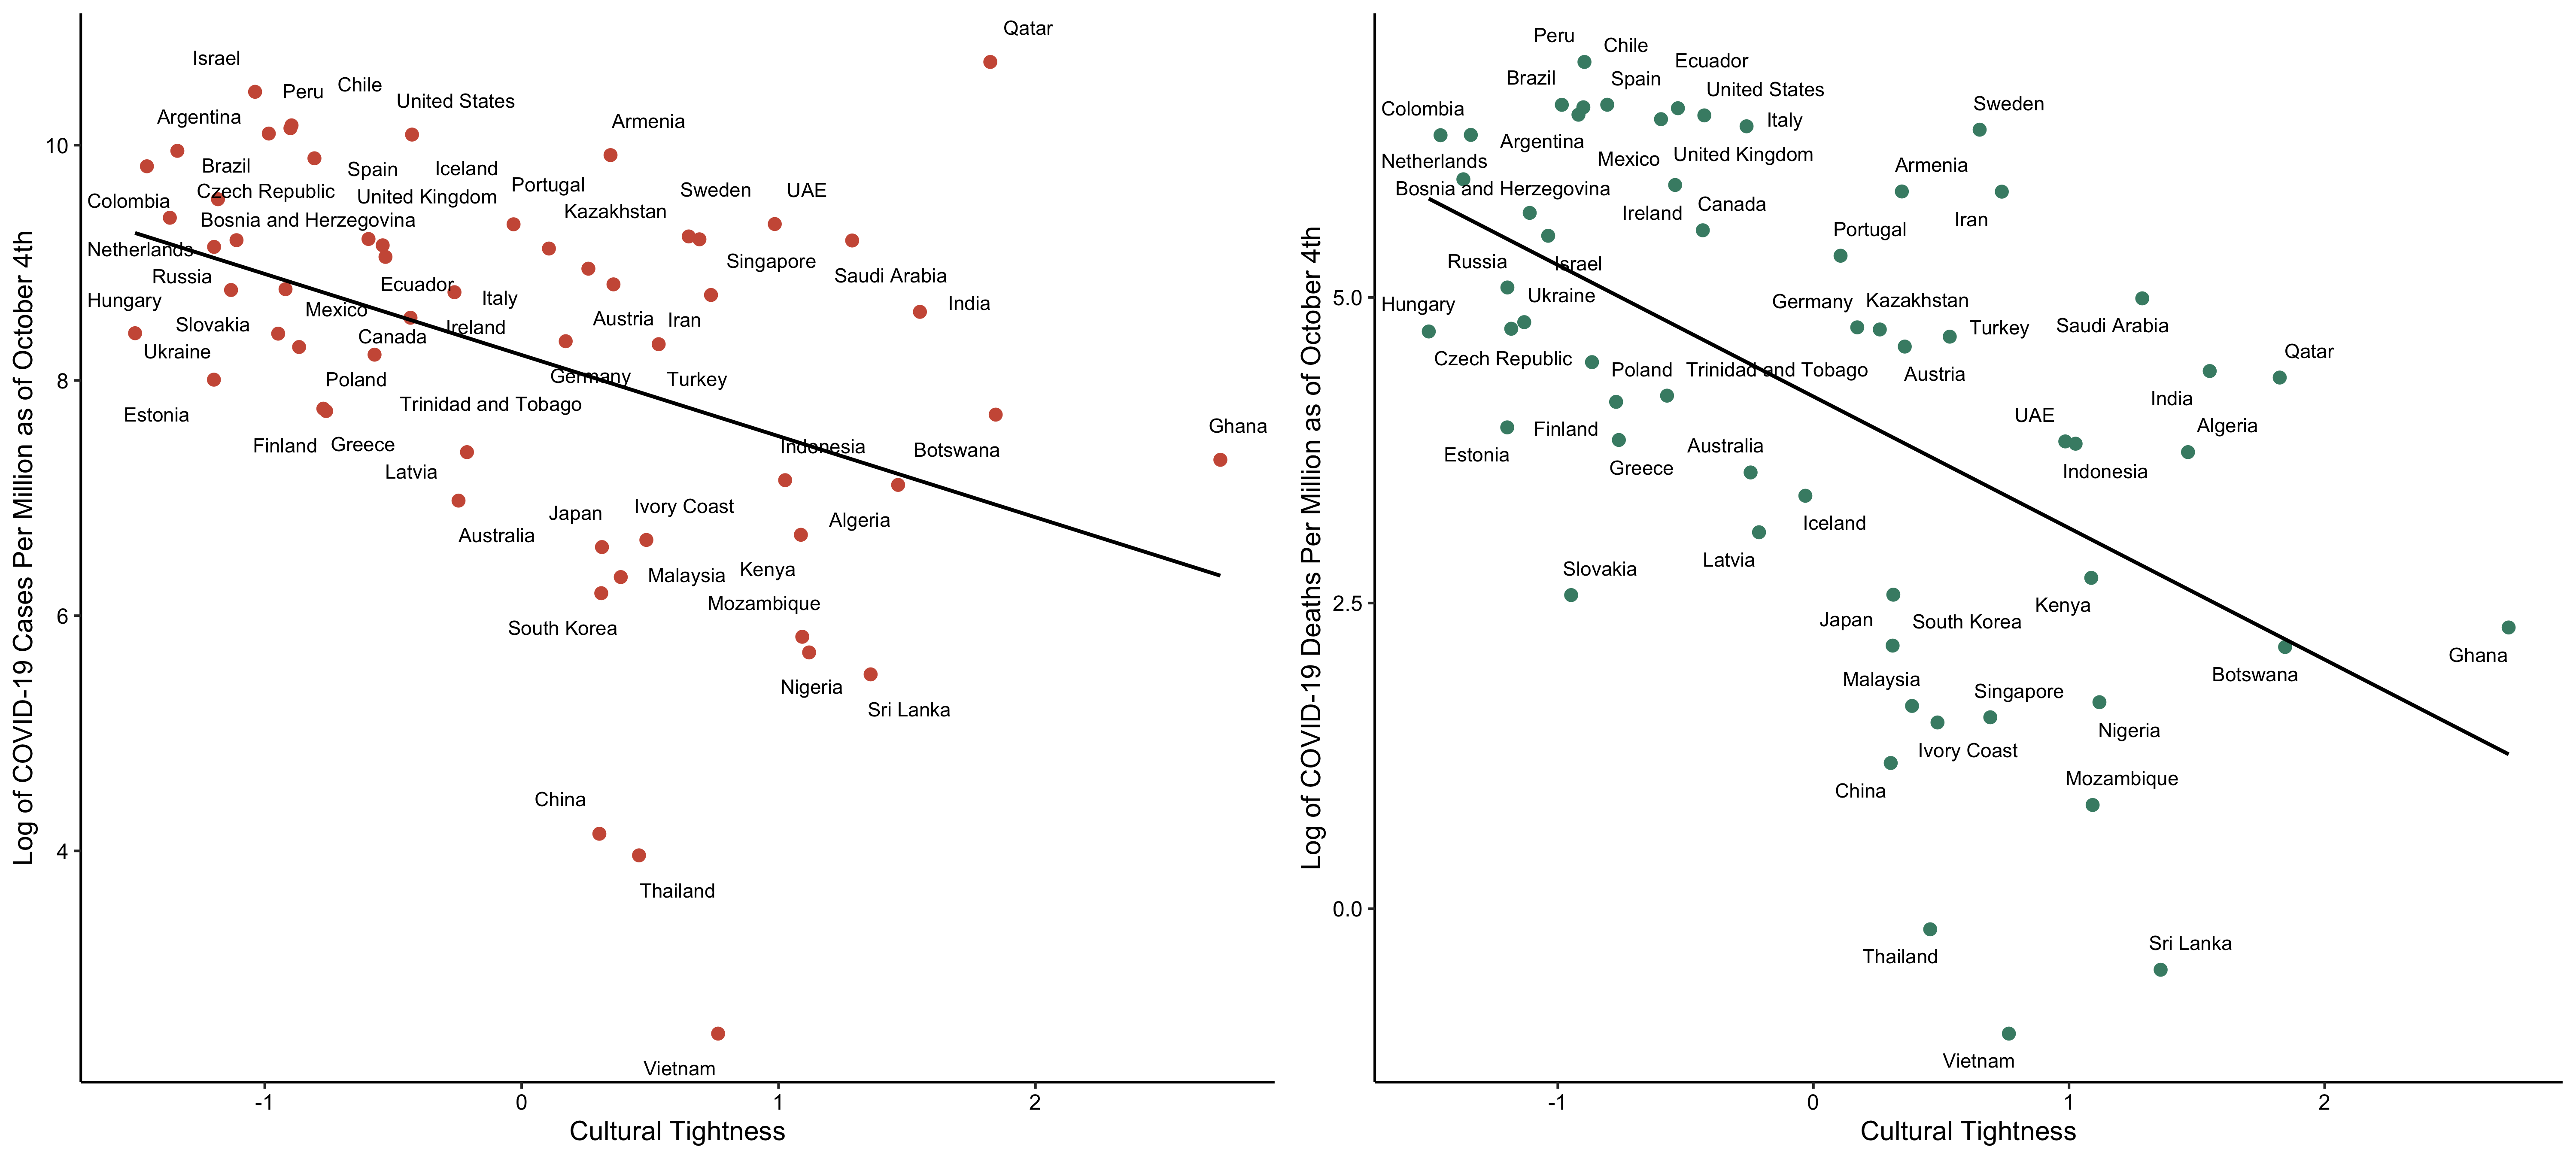 Log of COVID-19 Cases Per Million as of October 4th
10
8
6
4
Qatar
Israel
Peru
Chile
United States
Argentina
Armenia
Brazil
Spain
Iceland
Czech Republic
United Kingdom
Portugal
Sweden
UAE
Colombia
Bosnia and Herzegovina
Kazakhstan
Netherlands
Singapore
Russia
Ecuador
Saudi Arabia
Hungary
Mexico
Italy
India
Slovakia
Canada
Ireland
Austria
Iran
Ukraine
Poland
Germany
Turkey
Estonia
Trinidad and Tobago
Ghana
Finland
Greece
Indonesia
Botswana
Latvia
Australia
Japan
Ivory Coast
Algeria
Malaysia
Kenya
South Korea
Mozambique
Nigeria
Sri Lanka
China
Thailand
Vietnam
-1
0
1
2
Cultural Tightness
Log of COVID-19 Deaths Per Million as of October 4th
5.0
2.5
0.0
Peru
Chile
Ecuador
Brazil
Spain
United States
Colombia
Italy
Sweden
Argentina
Netherlands
Mexico
United Kingdom
Armenia
Bosnia and Herzegovina
Ireland
Canada
Iran
Portugal
Russia
Israel
Hungary
Ukraine
Germany
Kazakhstan
Turkey
Saudi Arabia
Czech Republic
Poland
Trinidad and Tobago
Austria
Qatar
India
UAE
Algeria
Estonia
Finland
Greece
Australia
Indonesia
Iceland
Latvia
Slovakia
Kenya
Japan
South Korea
Ghana
Botswana
Malaysia
Singapore
Nigeria
Ivory Coast
China
Mozambique
Thailand
Sri Lanka
Vietnam
-1
0
1
2
Cultural Tightness